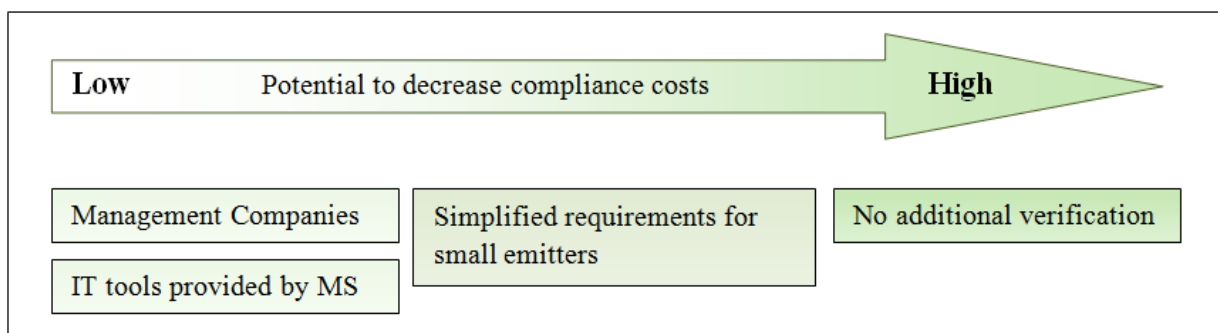 Low Potential to decrease compliance costs High
Management Companies
Simplified requirements for
small emitters
No additional verification
IT tools provided by MS